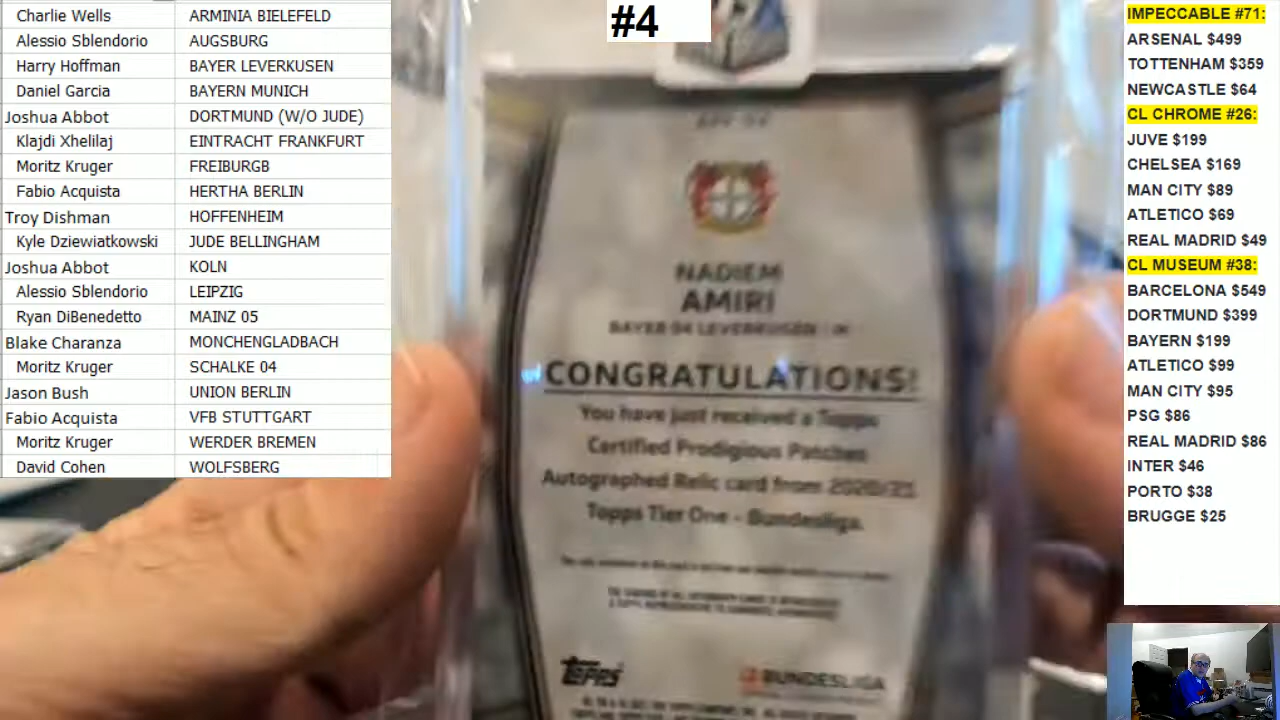 Charlie Wells ARMINIA BIELEFELD
Alessio Sblendorio AUGSBURG
Harry Hoffman BAYER LEVERKUSEN
Daniel Garcia BAYERN MUNICH
Joshua Abbot DORTMUND (W/O JUDE)
Klajdi Xhelilaj EINTRACHT FRANKFURT
Moritz Kruger FREIBURGB
Fabio Acquista HERTHA BERLIN
Troy Dishman HOFFENHEIM
Kyle Dziewiatkowski JUDE BELLINGHAM
Joshua Abbot KOLN
Alessio Sblendorio LEIPZIG
Ryan DiBenedetto MAINZ 05
Blake Charanza MONCHENGLADBACH
Moritz Kruger SCHALKE 04
Jason Bush UNION BERLIN
Fabio Acquista VFB STUTTGART
Moritz Kruger WERDER BREMEN
David Cohen WOLFSBERG
#4
NADIEM
AMIRI
BAYER 04 LEVERKUSEN
CONGRATULATIONS!
You have just received a Topps
Certified Prodigious Patches
Autographed Relic card from 2020/21
Topps Tier One - Bundesliga.
TOPPS
BUNDESLIGA
IMPECCABLE #71:
ARSENAL $499
TOTTENHAM $359
NEWCASTLE $64
CL CHROME #26:
JUVE $199
CHELSEA $169
MAN CITY $89
ATLETICO $69
REAL MADRID $49
CL MUSEUM #38:
BARCELONA $549
DORTMUND $399
BAYERN $199
ATLETICO $99
MAN CITY $95
PSG $86
REAL MADRID $86
INTER $46
PORTO $38
BRUGGE $25